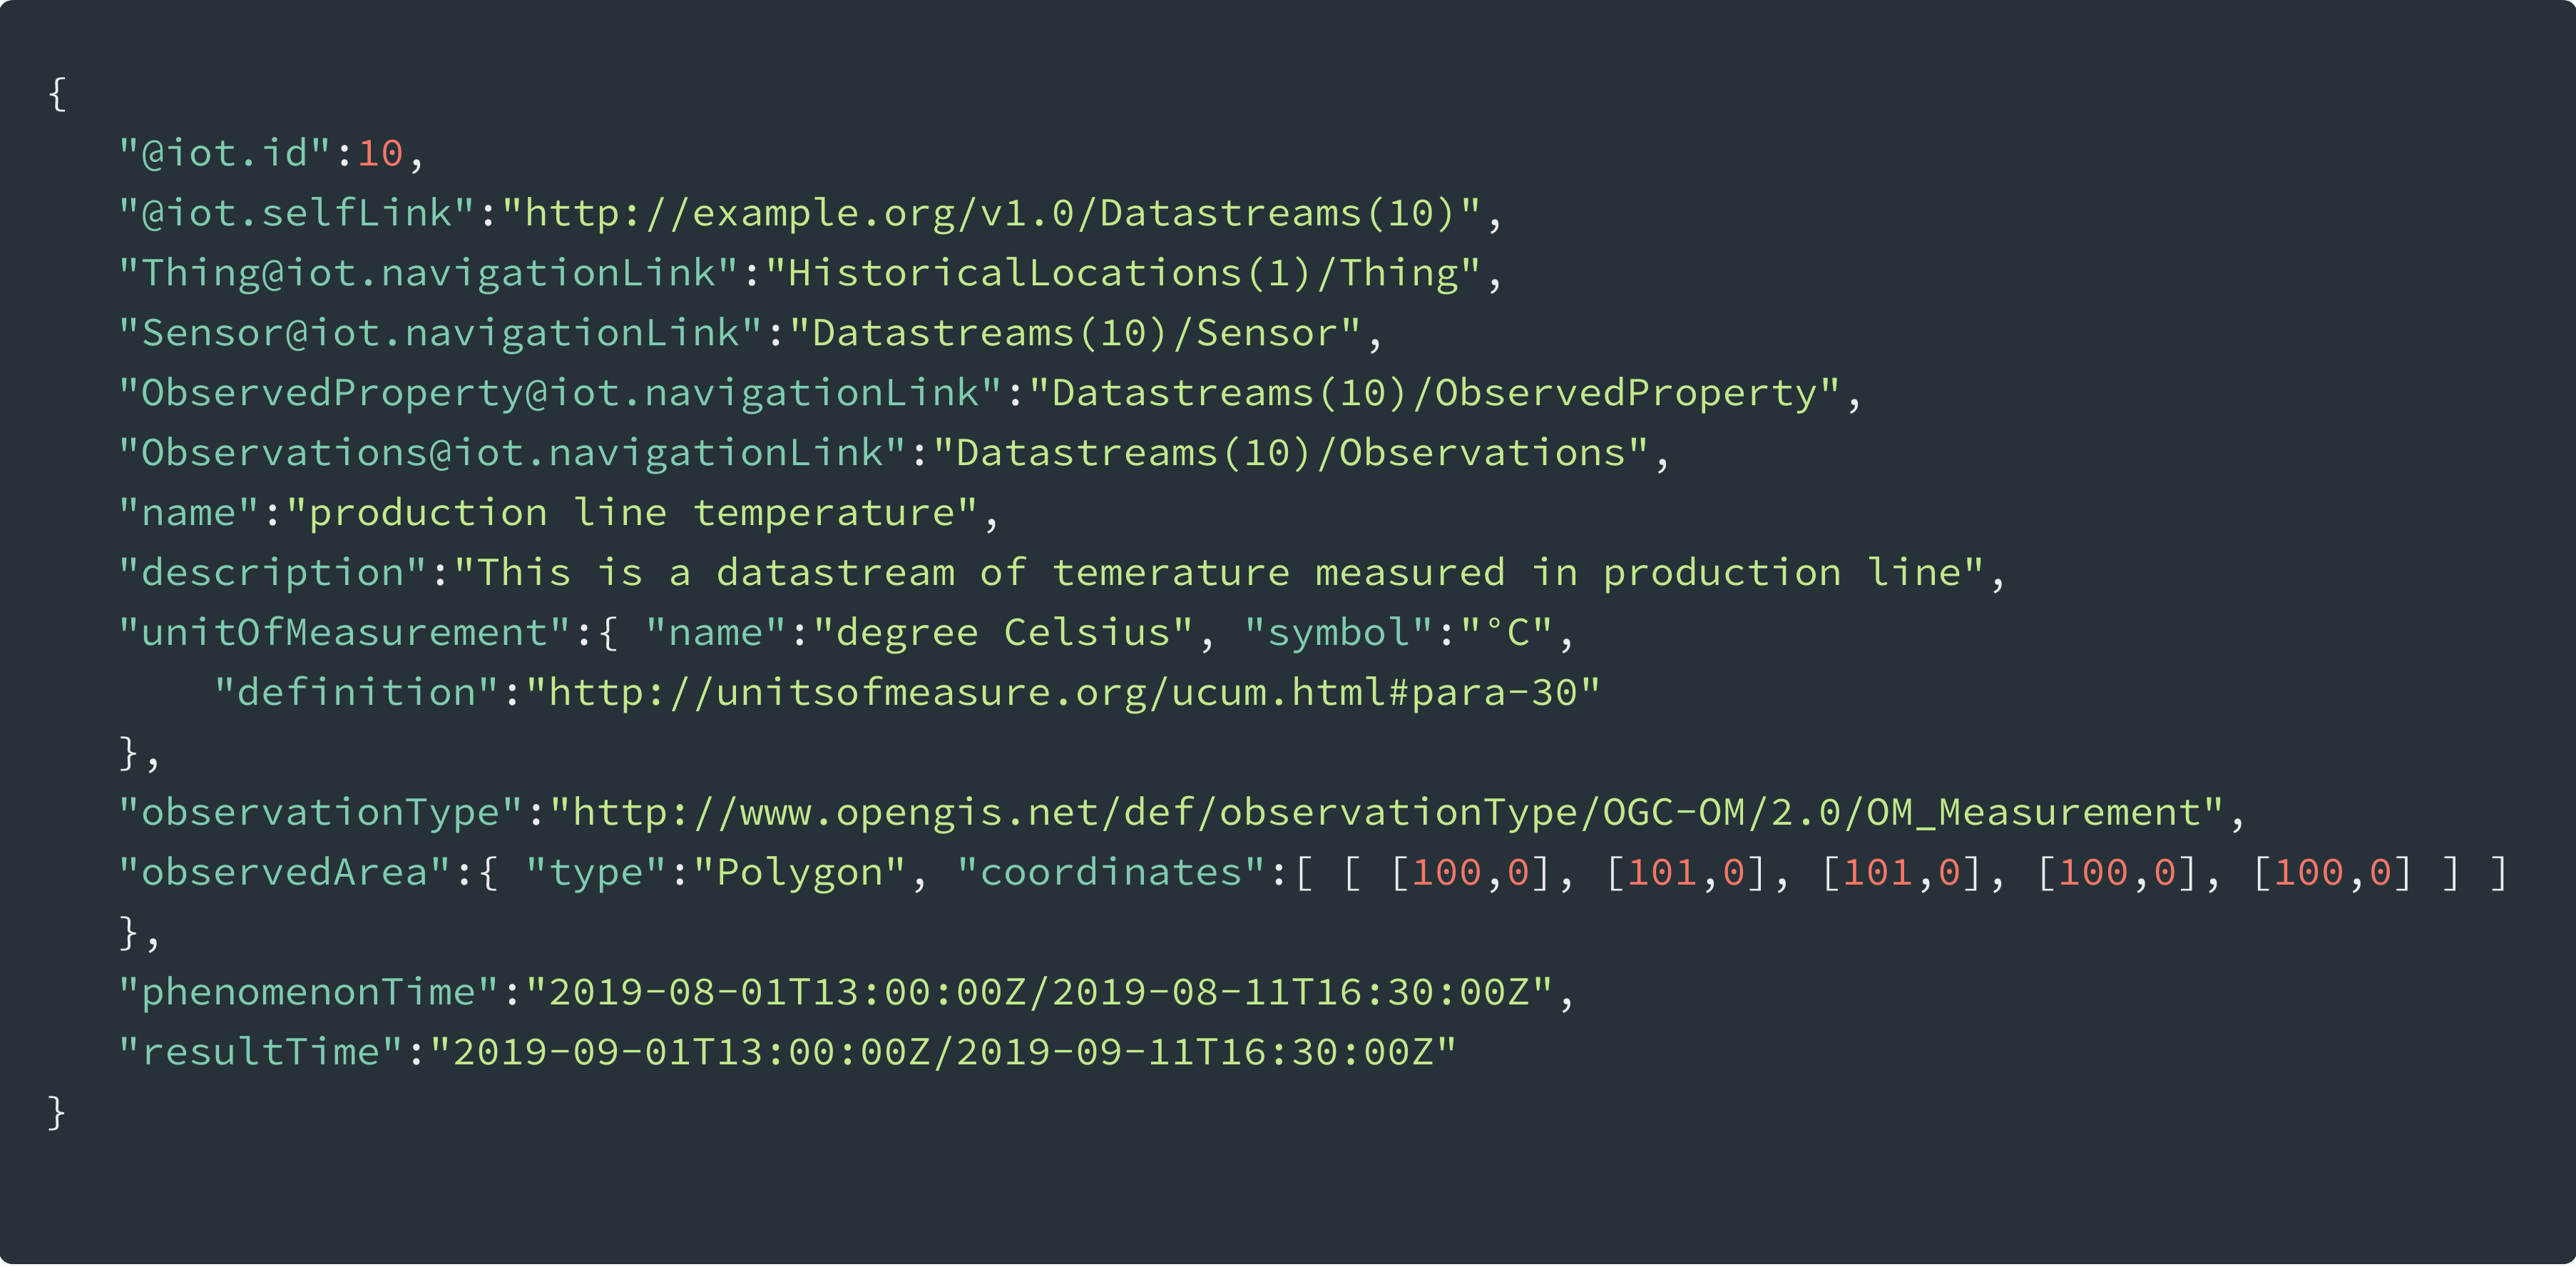 {
"@iot.id":10,
"@iot.selfLink":"http://example.org/v1.0/Datastreams(10)",
"Thing@iot.navigationLink":"HistoricalLocations(1)/Thing",
"Sensor@iot.navigationLink":"Datastreams(10)/Sensor",
"ObservedProperty@iot.navigationLink":"Datastreams(10)/ObservedProperty",
"Observations@iot.navigationLink":"Datastreams(10)/Observations",
"name":"production line temperature",
"description":"This is a datastream of temerature measured in production line",
"unitOfMeasurement":{ "name":"degree Celsius", "symbol":"°C",
"definition":"http://unitsofmeasure.org/ucum.html#para-30"
},
"observationType":"http://www.opengis.net/def/observationType/OGC-OM/2.0/OM_Measurement",
"observedArea":{ "type":"Polygon", "coordinates":[ [ [100,0], [101,0], [101,0], [100,0], [100,0] ] ]
},
"phenomenonTime":"2019-08-01T13:00:00Z/2019-08-11T16:30:00Z",
"resultTime":"2019-09-01T13:00:00Z/2019-09-11T16:30:00Z"
}